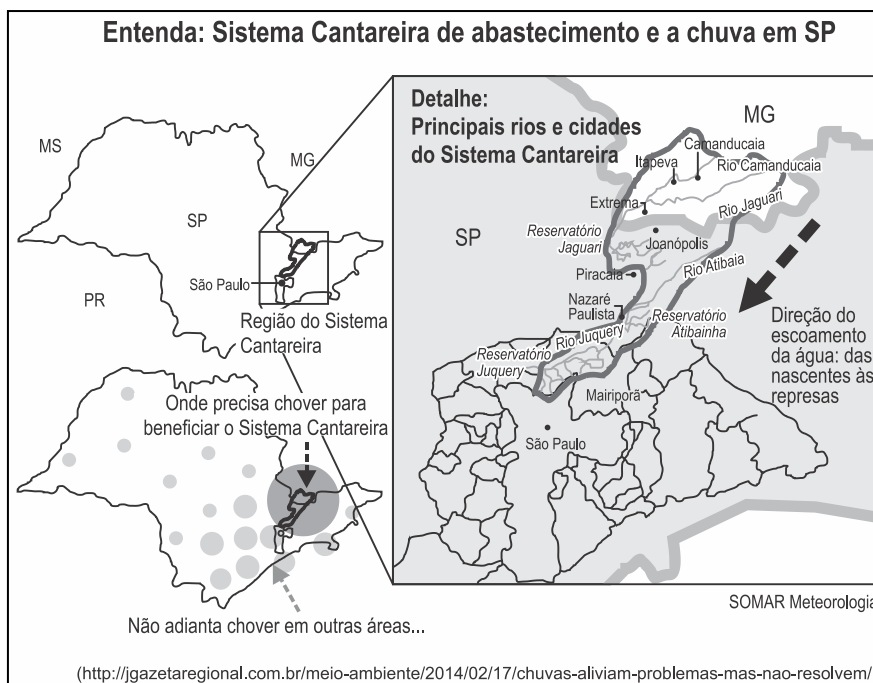 Entenda: Sistema Cantareira de abastecimento e a chuva em SP
MS
MG
SP
São Paulo
PR
Região do Sistema
Cantareira
Onde precisa chover para
beneficiar o Sistema Cantareira
Não adianta chover em outras áreas...
Detalhe:
Principais rios e cidades
do Sistema Cantareira
MG
Camanducaia
Itapeva
Rio Camanducaia
Extrema
Rio Jaguari
SP
Reservatório
Jaguari
Joanópolis
Rio Atibaia
Piracaia
Nazaré
Paulista
Rio Juquery
Reservatório
Atibainha
Reservatório
Juquery
Mairiporã
São Paulo
Direção do
escoamento
da água: das
nascentes às
represas
SOMAR Meteorologia
(http://jgazetaregional.com.br/meio-ambiente/2014/02/17/chuvas-aliviam-problemas-mas-nao-resolvem/